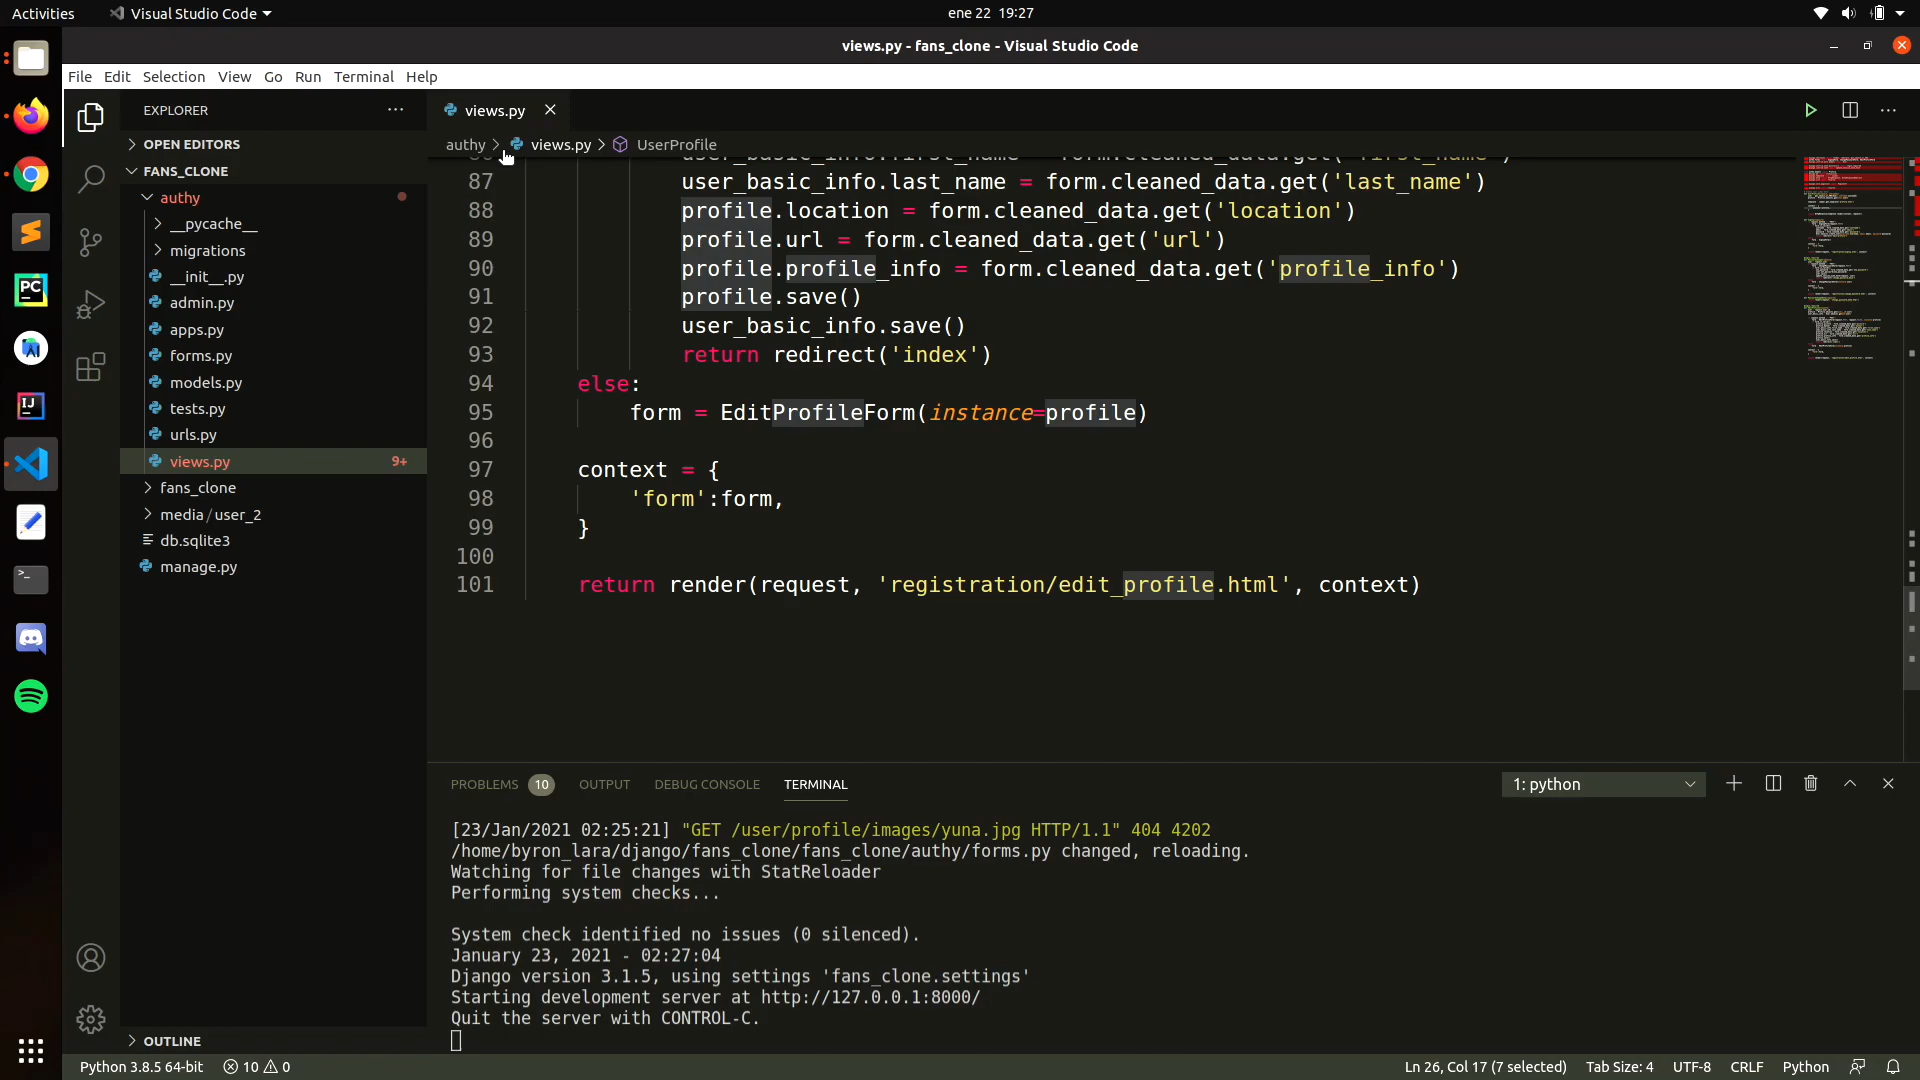 Activities
Visual Studio Code
ene 22 19:27
views.py - fans_clone - Visual Studio Code
File Edit Selection View Go Run Terminal Help
EXPLORER
OPEN EDITORS
FANS_CLONE
authy
__pycache__
migrations
__init__.py
admin.py
apps.py
forms.py
models.py
tests.py
urls.py
views.py 9+
fans_clone
media / user_2
db.sqlite3
manage.py
OUTLINE
views.py
authy > views.py > UserProfile
87 user_basic_info.last_name = form.cleaned_data.get('last_name')
88 profile.location = form.cleaned_data.get('location')
89 profile.url = form.cleaned_data.get('url')
90 profile.profile_info = form.cleaned_data.get('profile_info')
91 profile.save()
92 user_basic_info.save()
93 return redirect('index')
94 else:
95 form = EditProfileForm(instance=profile)
96
97 context = {
98 'form':form,
99 }
100
101 return render(request, 'registration/edit_profile.html', context)
PROBLEMS 10 OUTPUT DEBUG CONSOLE TERMINAL
1: python
[23/Jan/2021 02:25:21] "GET /user/profile/images/yuna.jpg HTTP/1.1" 404 4202
/home/byron_lara/django/fans_clone/fans_clone/authy/forms.py changed, reloading.
Watching for file changes with StatReloader
Performing system checks...
System check identified no issues (0 silenced).
January 23, 2021 - 02:27:04
Django version 3.1.5, using settings 'fans_clone.settings'
Starting development server at http://127.0.0.1:8000/
Quit the server with CONTROL-C.
Python 3.8.5 64-bit 10 0
Ln 26, Col 17 (7 selected) Tab Size: 4 UTF-8 CRLF Python